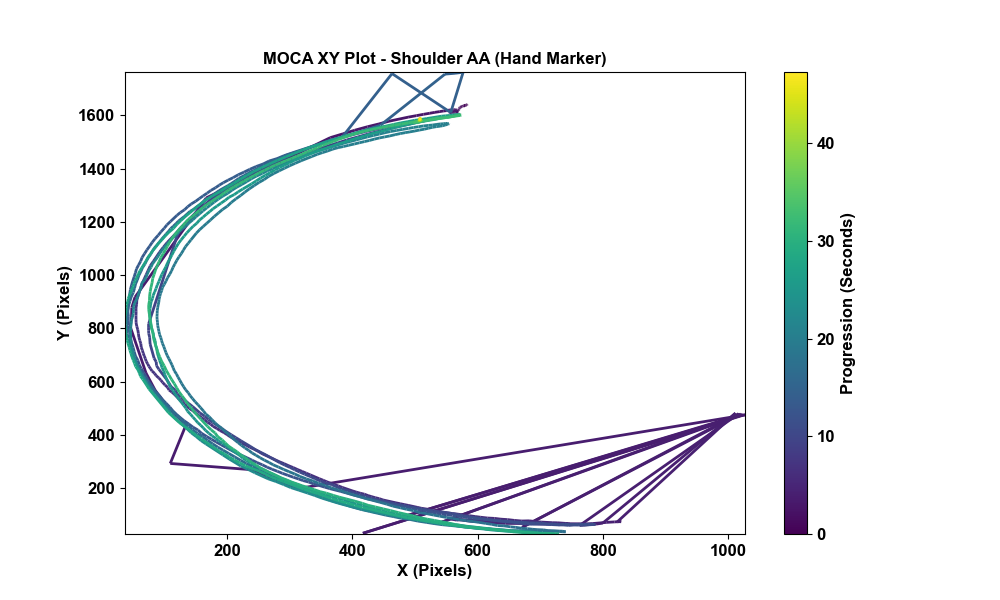 MOCA XY Plot - Shoulder AA (Hand Marker)
1600
1400
1200
1000
800
600
400
200
Y (Pixels)
200 400 600 800 1000
X (Pixels)
40
30
20
10
0
Progression (Seconds)